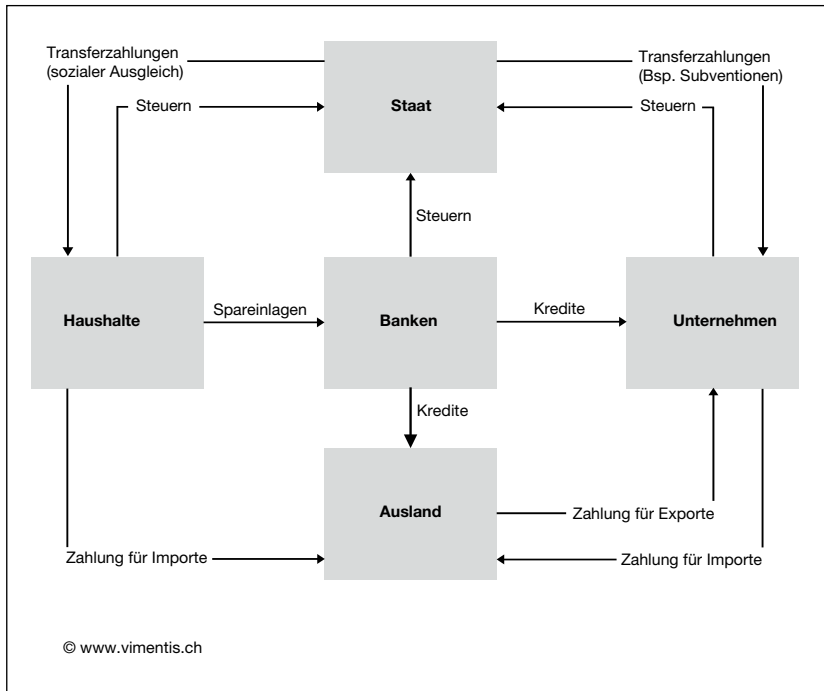 Transferzahlungen
(sozialer Ausgleich)
Transferzahlungen
(Bsp. Subventionen)
Steuern
Staat
Steuern
Steuern
Haushalte
Spareinlagen
Banken
Kredite
Unternehmen
Kredite
Ausland
Zahlung für Exporte
Zahlung für Importe
Zahlung für Importe
© www.vimentis.ch